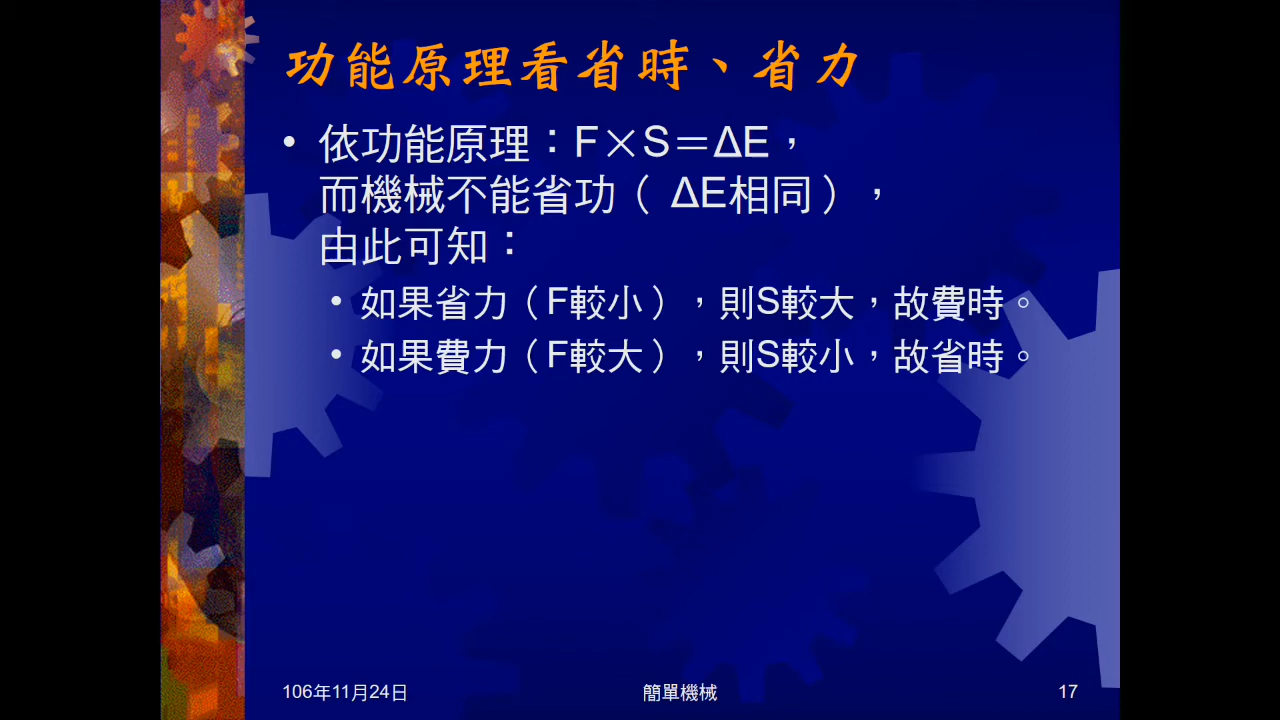 功能原理看省時、省力
• 依功能原理：F×S＝ΔE，
而機械不能省功（ ΔE相同），
由此可知：
• 如果省力（F較小），則S較大，故費時。
• 如果費力（F較大），則S較小，故省時。
106年11月24日
簡單機械
17